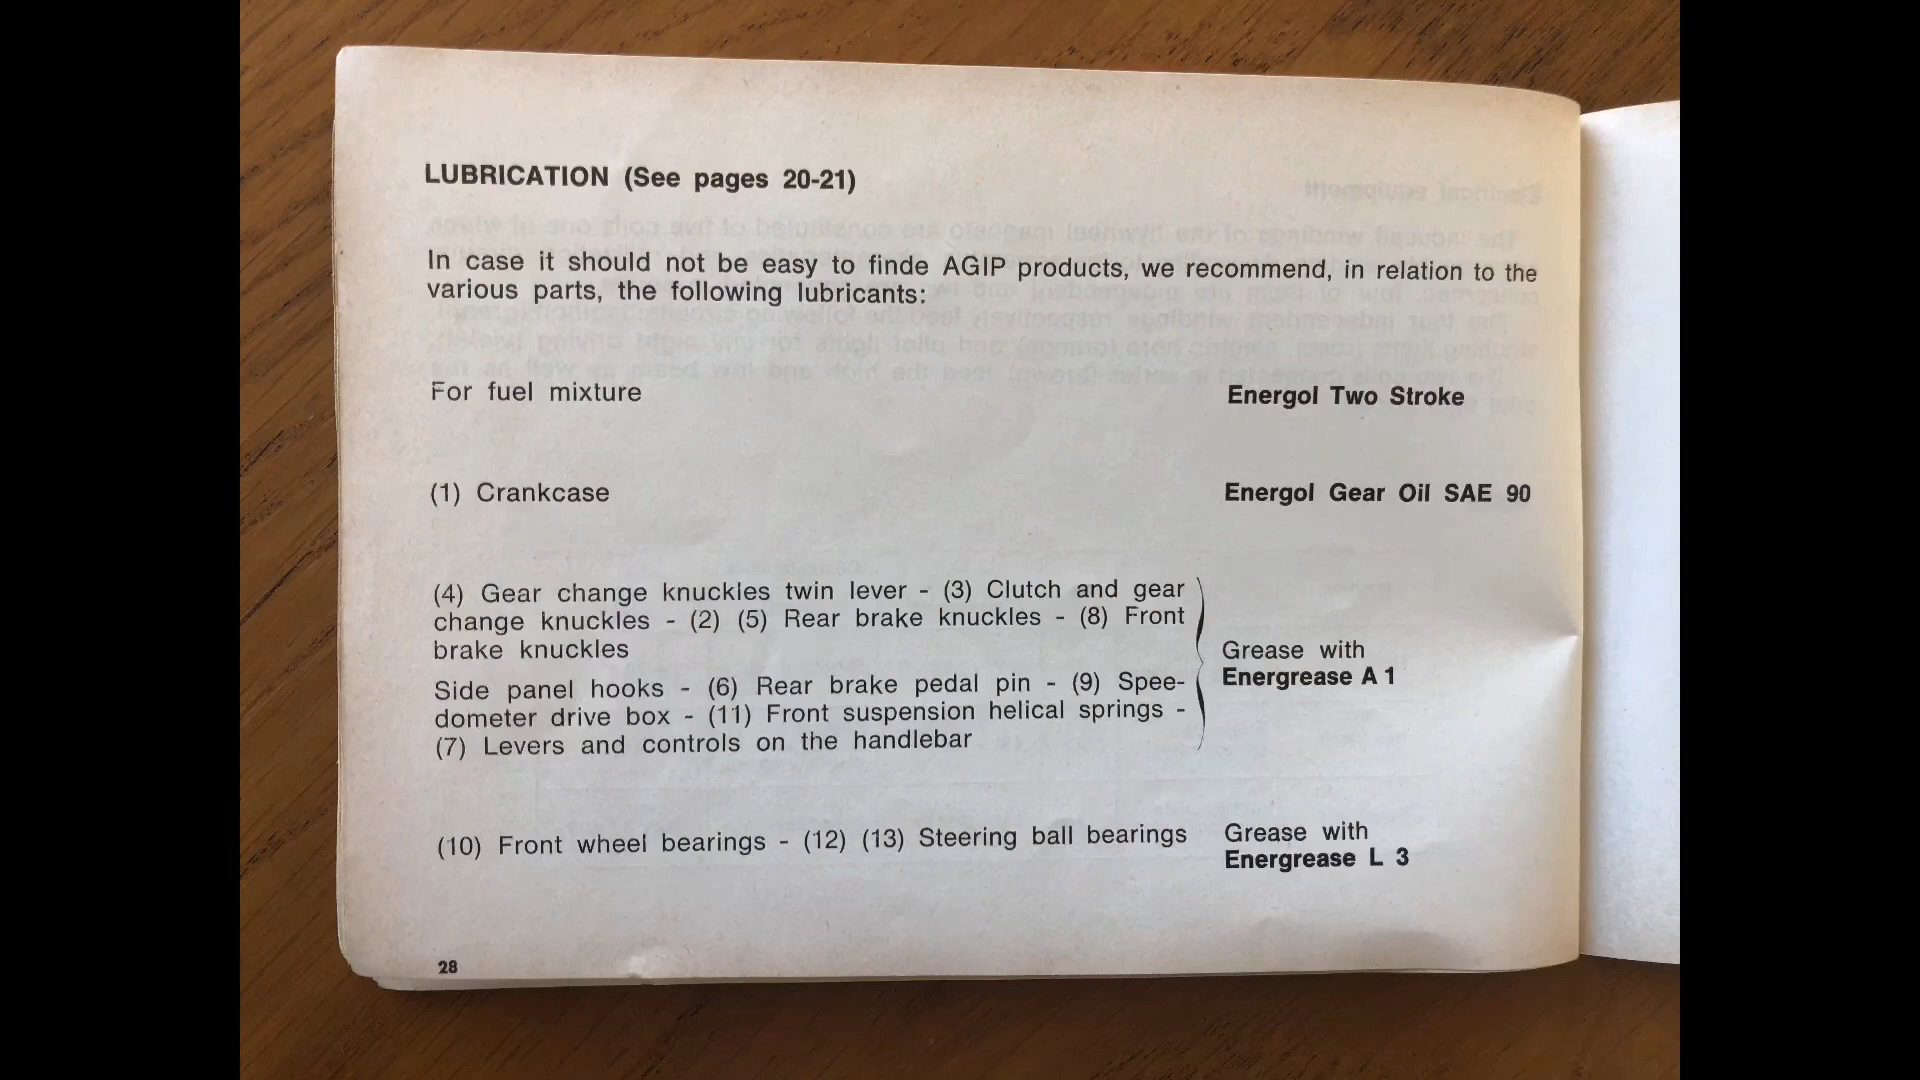 LUBRICATION (See pages 20-21)
In case it should not be easy to finde AGIP products, we recommend, in relation to the
various parts, the following lubricants:
For fuel mixture Energol Two Stroke
(1) Crankcase Energol Gear Oil SAE 90
(4) Gear change knuckles twin lever - (3) Clutch and gear
change knuckles - (2) (5) Rear brake knuckles - (8) Front
brake knuckles
Side panel hooks - (6) Rear brake pedal pin - (9) Spee-
dometer drive box - (11) Front suspension helical springs -
(7) Levers and controls on the handlebar
Grease with
Energrease A 1
(10) Front wheel bearings - (12) (13) Steering ball bearings
Grease with
Energrease L 3
28